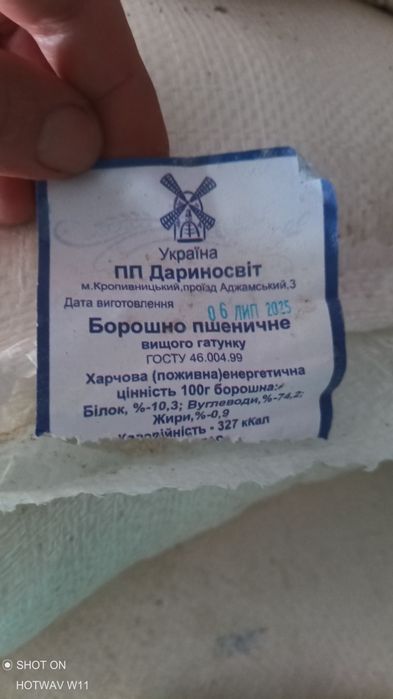 Україна
ПП Дариносвіт
м.Кропивницький,проїзд Аджамський,3
Дата виготовлення 06 ЛИП 2025
Борошно пшеничне
вищого гатунку
ГОСТУ 46.004.99
Харчова (поживна)енергетична
цінність 100г борошна:
Білок, %-10,3; Вуглеводи,%-74,2;
Жири,%-0,9
Калорійність - 327 кКал
SHOT ON
HOTWAV W11